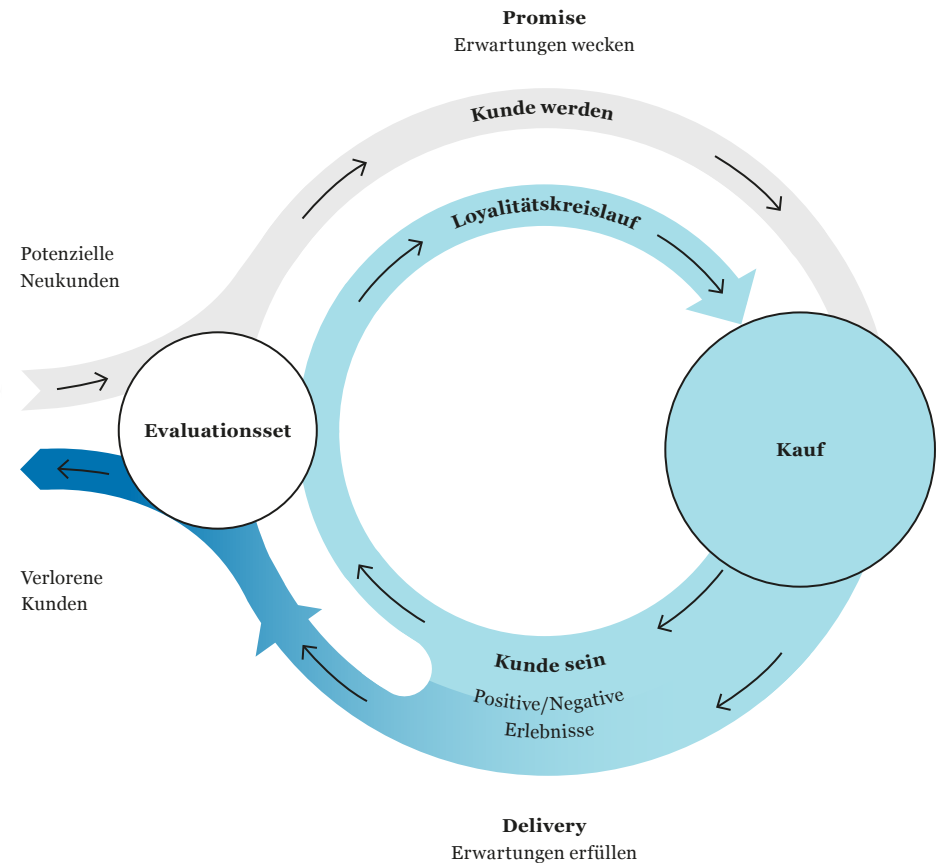 Promise
Erwartungen wecken
Kunde werden
Loyalitätskreislauf
Potenzielle
Neukunden
Evaluationsset
Kauf
Verlorene
Kunden
Kunde sein
Positive/Negative
Erlebnisse
Delivery
Erwartungen erfüllen